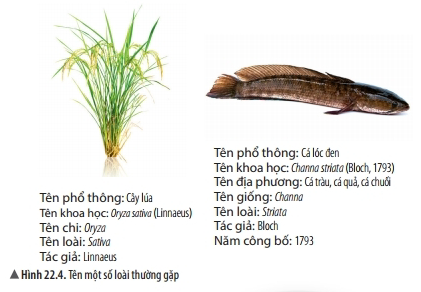 Tên phổ thông: Cây lúa
Tên khoa học: Oryza sativa (Linnaeus)
Tên chi: Oryza
Tên loài: Sativa
Tác giả: Linnaeus
Tên phổ thông: Cá lóc đen
Tên khoa học: Channa striata (Bloch, 1793)
Tên địa phương: Cá tràu, cá quả, cá chuối
Tên giống: Channa
Tên loài: Striata
Tác giả: Bloch
Năm công bố: 1793
▲ Hình 22.4. Tên một số loài thường gặp